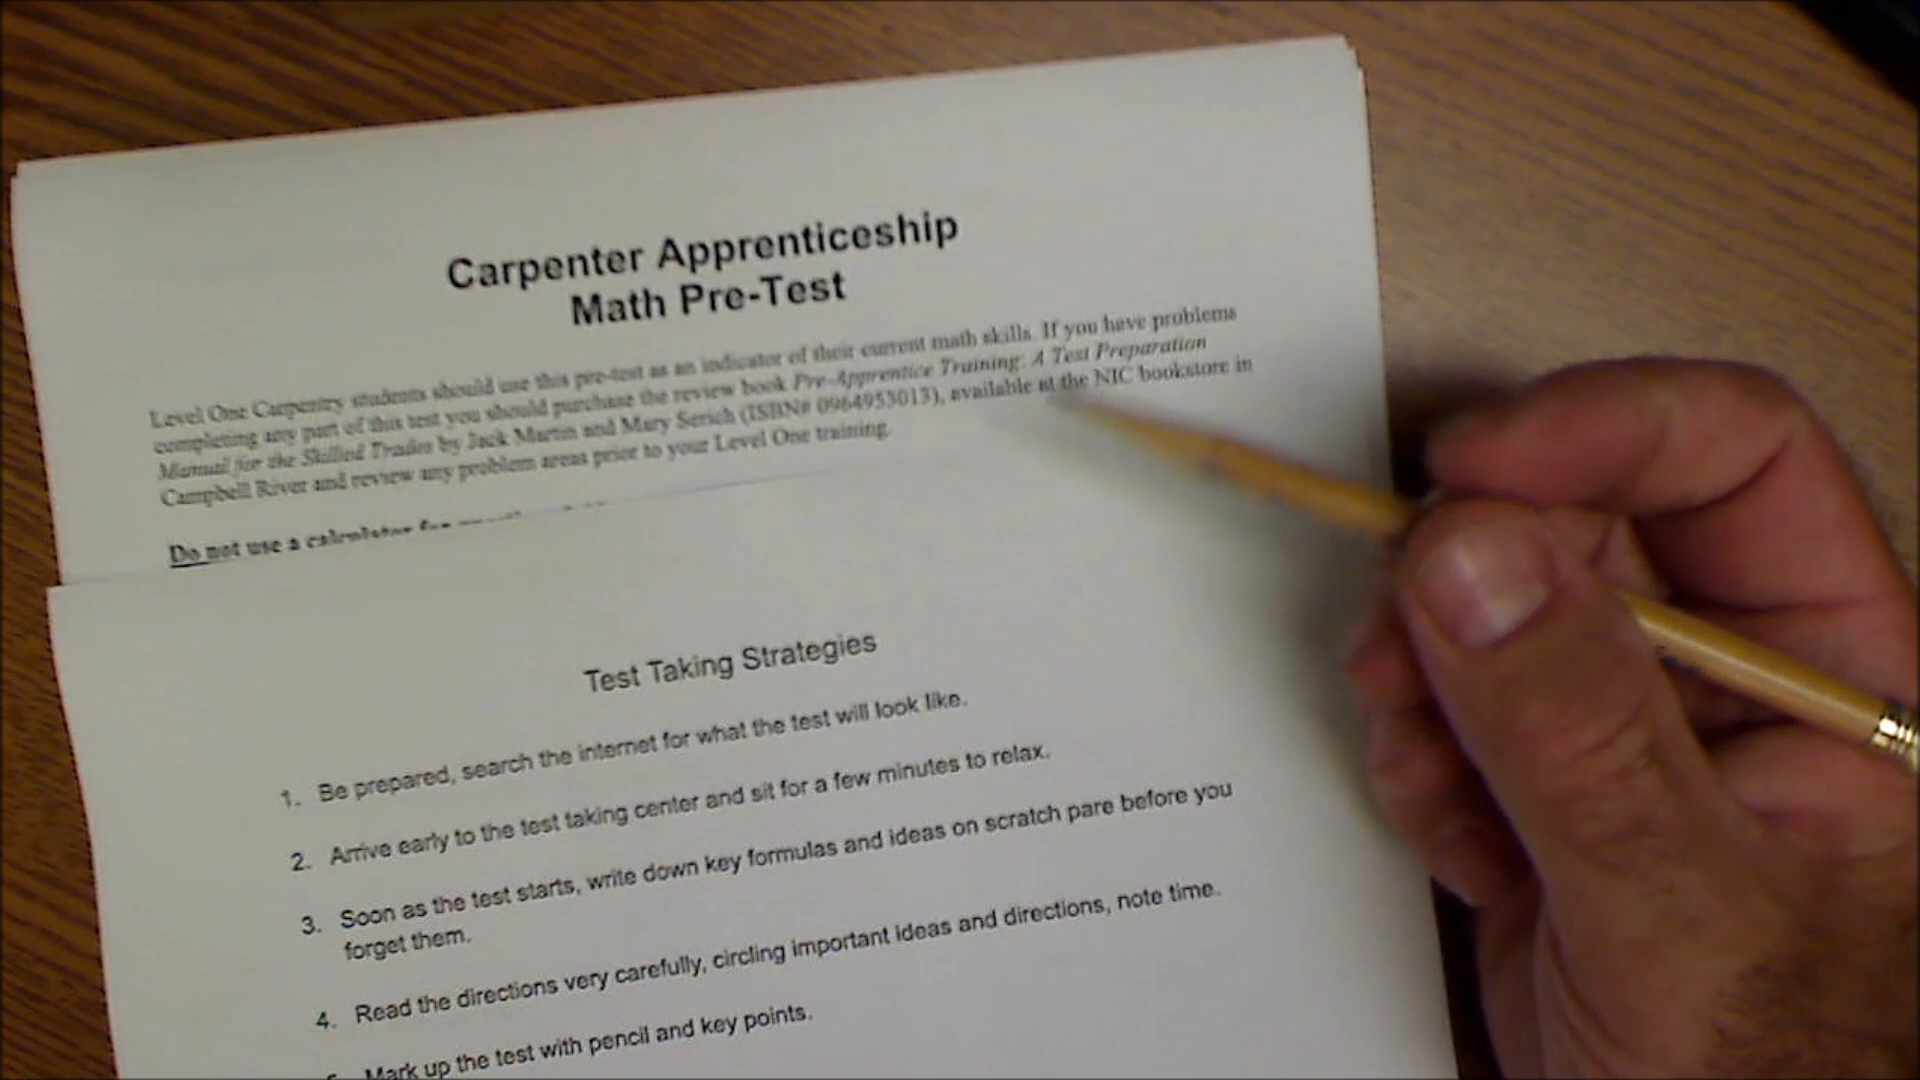 Carpenter Apprenticeship
Math Pre-Test
Level One Carpentry students should use this pre-test as an indicator of their current math skills. If you have problems
completing any part of this test you should purchase the review book Pre-Apprentice Training: A Test Preparation
Manual for the Skilled Trades by Jack Martin and Mary Serich (ISBN# 0964953013), available at the NIC bookstore in
Campbell River and review any problem areas prior to your Level One training.
Do not use a calculator for
Test Taking Strategies
1. Be prepared, search the internet for what the test will look like.
2. Arrive early to the test taking center and sit for a few minutes to relax.
3. Soon as the test starts, write down key formulas and ideas on scratch pare before you
forget them.
4. Read the directions very carefully, circling important ideas and directions, note time.
Mark up the test with pencil and key points.